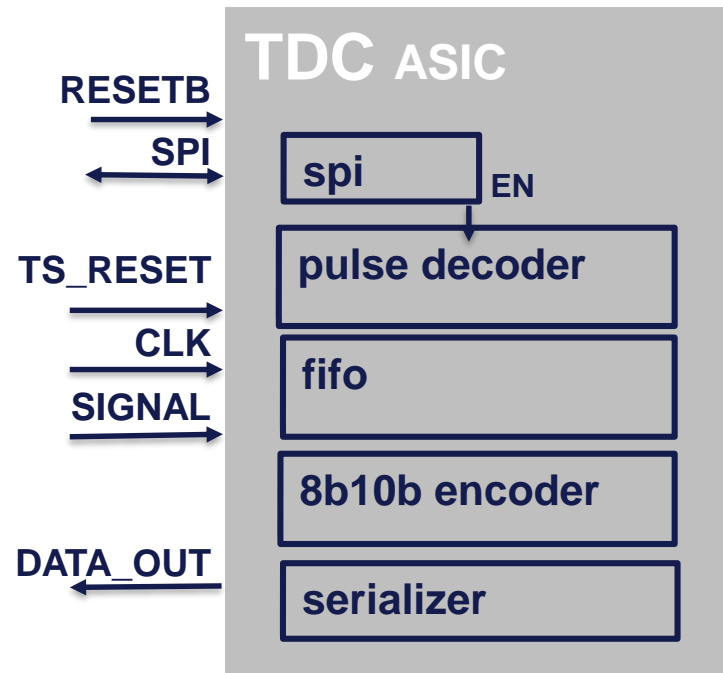 TDC ASIC
RESETB
SPI
spi
EN
TS_RESET
pulse decoder
CLK
fifo
SIGNAL
8b10b encoder
DATA_OUT
serializer